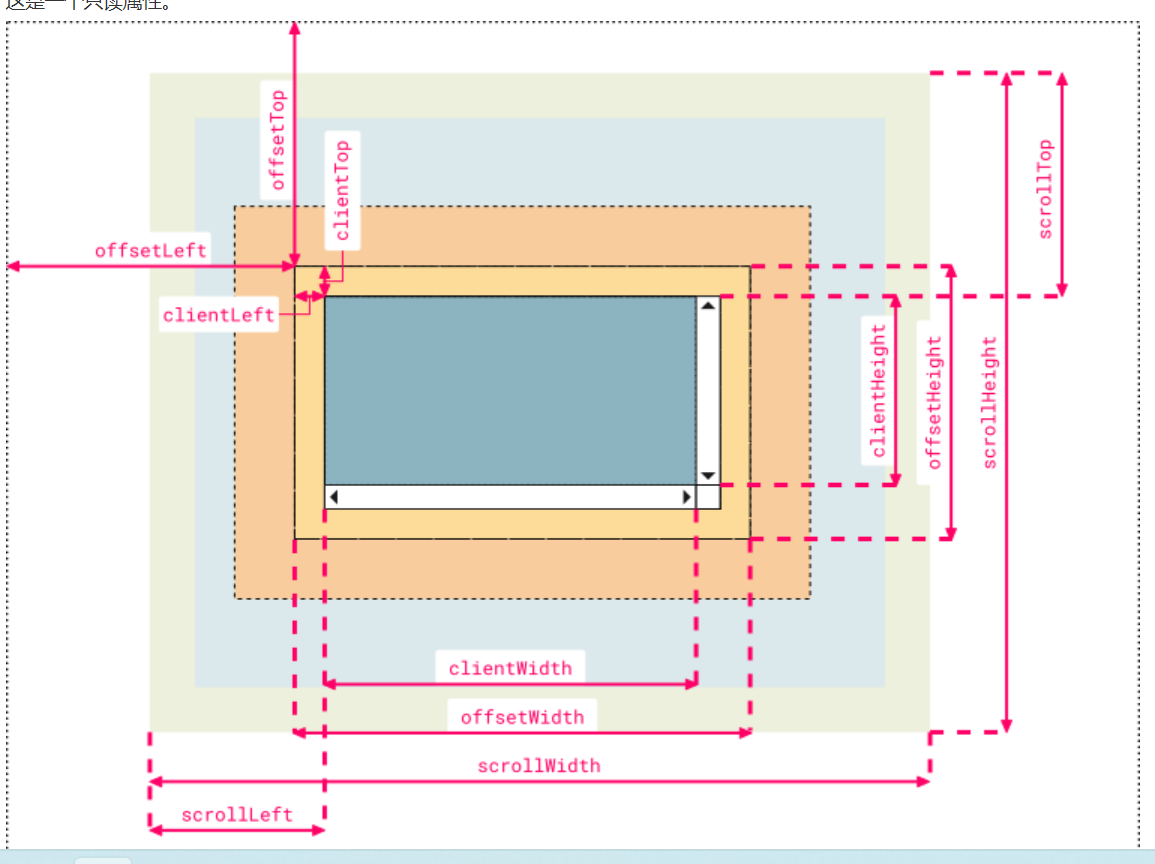 这是一个只读属性。
offsetTop
clientTop
scrollTop
offsetLeft
clientLeft
clientHeight
offsetHeight
scrollHeight
clientWidth
offsetWidth
scrollWidth
scrollLeft